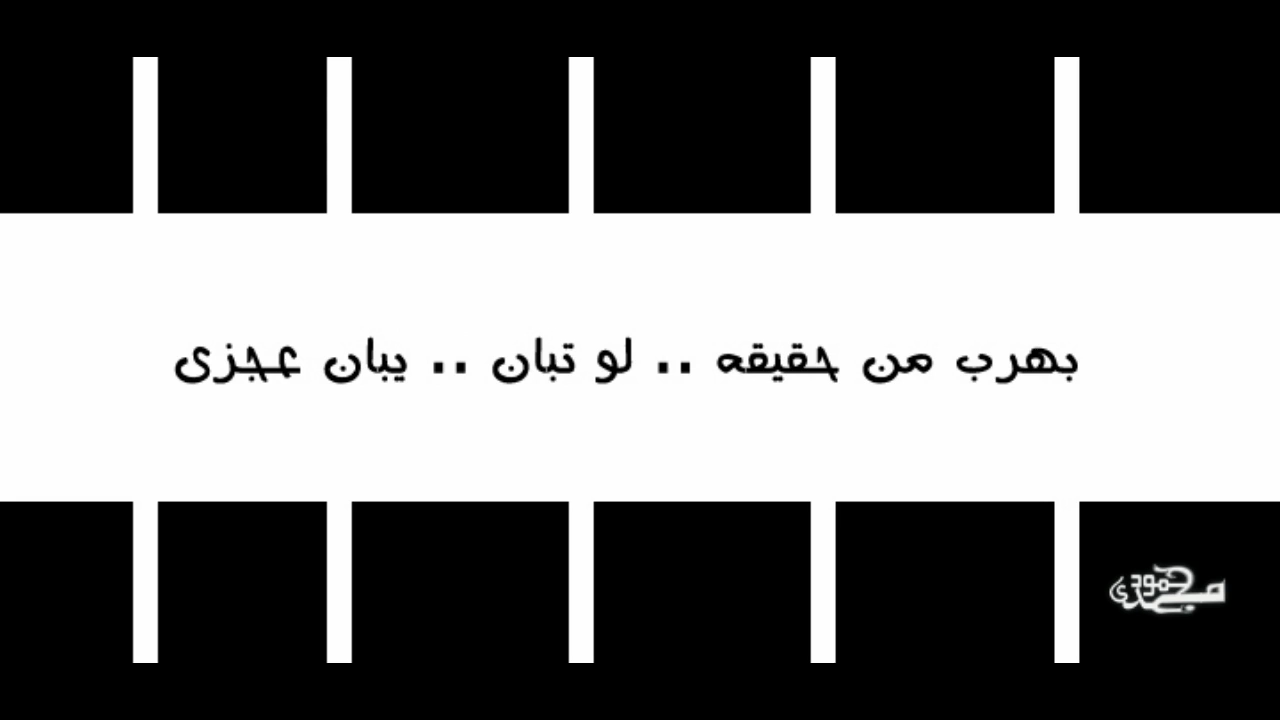 بهرب من حقيقه .. لو تبان .. يبان عجزى